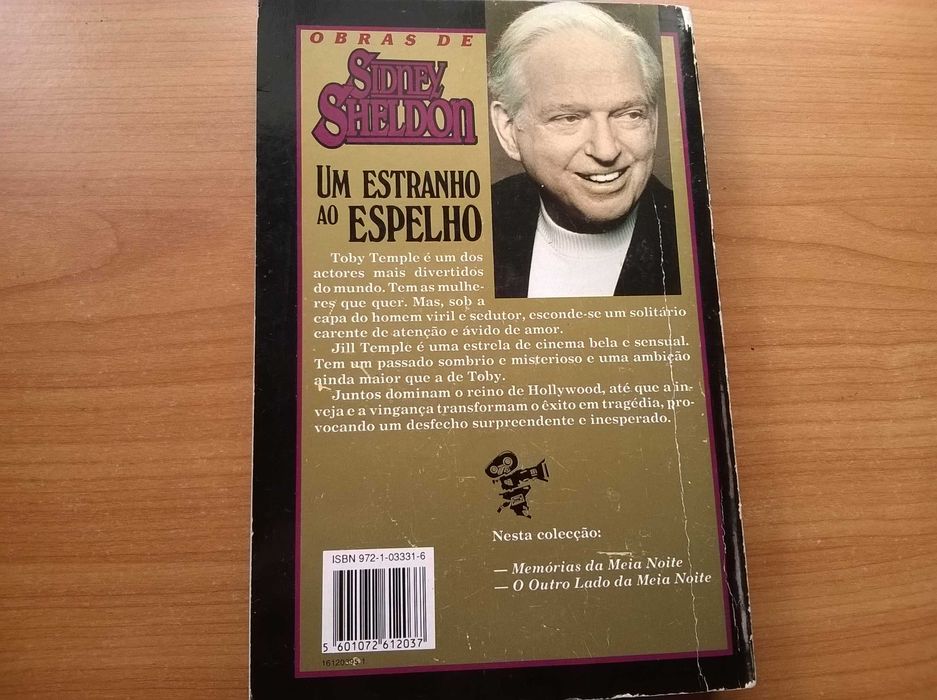 OBRAS DE
SIDNEY
SHELDON
UM ESTRANHO
AO ESPELHO
Toby Temple é um dos
actores mais divertidos
do mundo. Tem as mulhe-
res que quer. Mas, sob a
capa do homem viril e sedutor, esconde-se um solitário
carente de atenção e ávido de amor.
Jill Temple é uma estrela de cinema bela e sensual.
Tem um passado sombrio e misterioso e uma ambição
ainda maior que a de Toby.
Juntos dominam o reino de Hollywood, até que a in-
veja e a vingança transformam o êxito em tragédia, pro-
vocando um desfecho surpreendente e inesperado.
Nesta colecção:
— Memórias da Meia Noite
— O Outro Lado da Meia Noite
ISBN 972-1-03331-6
5 601072 612037